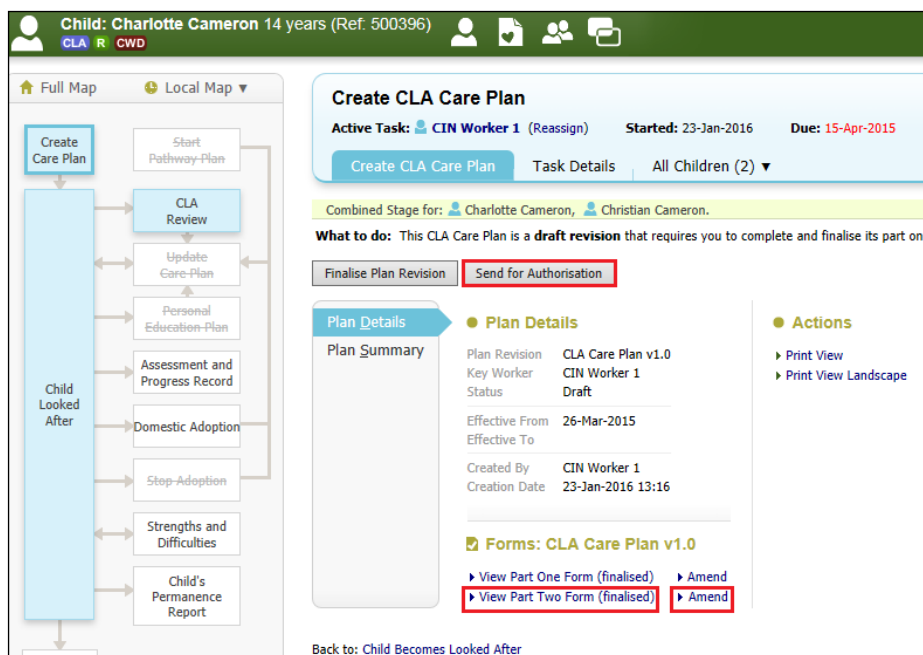 Child: Charlotte Cameron 14 years (Ref: 500396)
CLA R CWD
Full Map
Local Map ▼
Create
Care Plan
Start
Pathway Plan
CLA
Review
Update
Care Plan
Personal
Education Plan
Assessment and
Progress Record
Child
Looked
After
Domestic Adoption
Stop Adoption
Strengths and
Difficulties
Child's
Permanence
Report
Create CLA Care Plan
Active Task: CIN Worker 1 (Reassign) Started: 23-Jan-2016 Due: 15-Apr-2015
Create CLA Care Plan Task Details All Children (2) ▼
Combined Stage for: Charlotte Cameron, Christian Cameron.
What to do: This CLA Care Plan is a draft revision that requires you to complete and finalise its part on
Finalise Plan Revision Send for Authorisation
Plan Details
Plan Summary
Plan Details
Plan Revision CLA Care Plan v1.0
Key Worker CIN Worker 1
Status Draft
Effective From 26-Mar-2015
Effective To
Created By CIN Worker 1
Creation Date 23-Jan-2016 13:16
Forms: CLA Care Plan v1.0
View Part One Form (finalised) Amend
View Part Two Form (finalised) Amend
Actions
Print View
Print View Landscape
Back to: Child Becomes Looked After